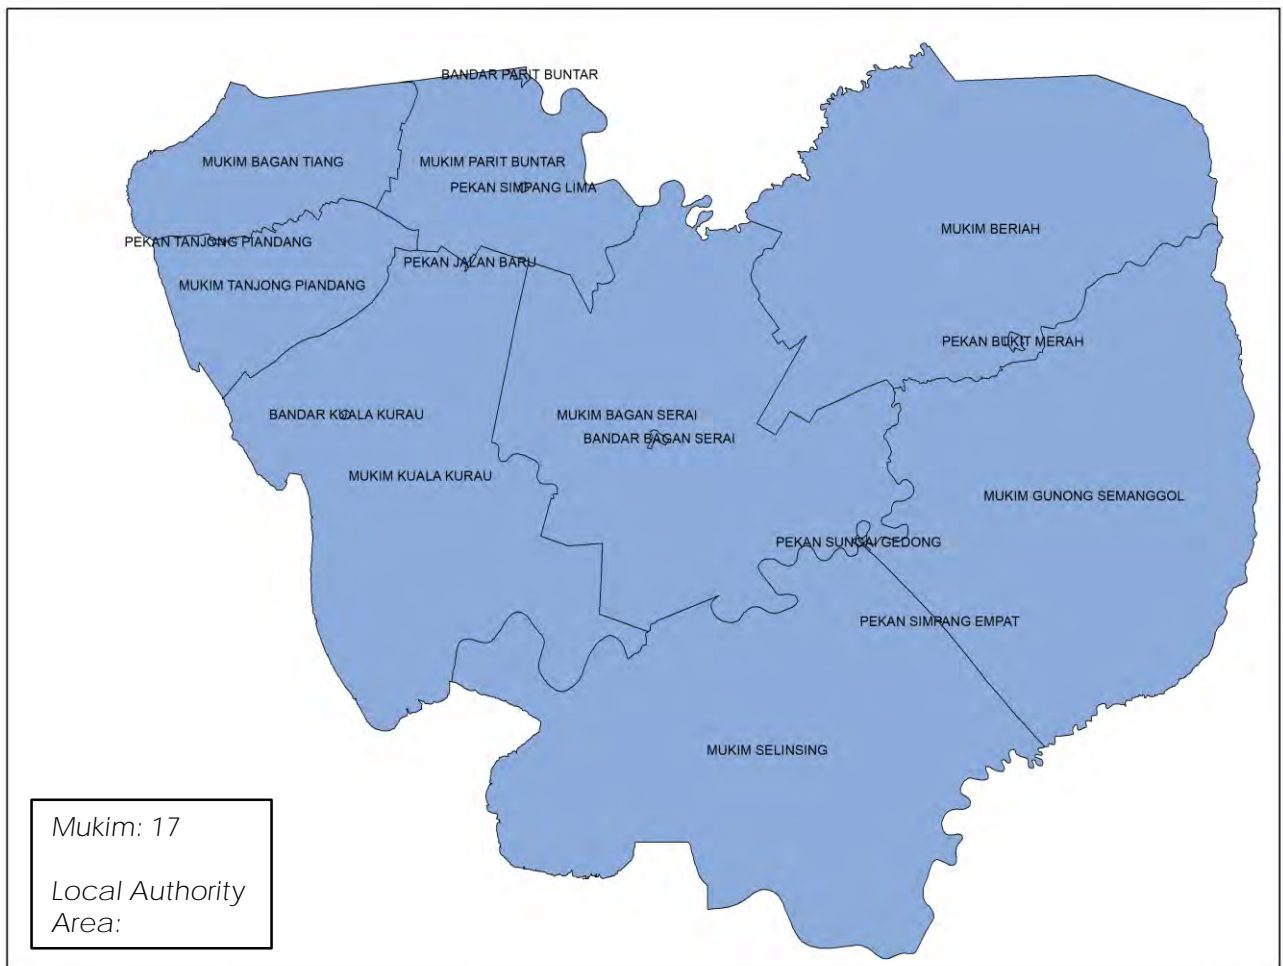 BANDAR PARIT BUNTAR
MUKIM BAGAN TIANG
MUKIM PARIT BUNTAR
PEKAN SIMPANG LIMA
MUKIM BERIAH
PEKAN TANJONG PIANDANG
PEKAN JALAN BARU
MUKIM TANJONG PIANDANG
PEKAN BUKIT MERAH
BANDAR KUALA KURAU
MUKIM BAGAN SERAI
BANDAR BAGAN SERAI
MUKIM KUALA KURAU
MUKIM GUNONG SEMANGGOL
PEKAN SUNGAI GEDONG
PEKAN SIMPANG EMPAT
MUKIM SELINSING
Mukim: 17
Local Authority
Area: